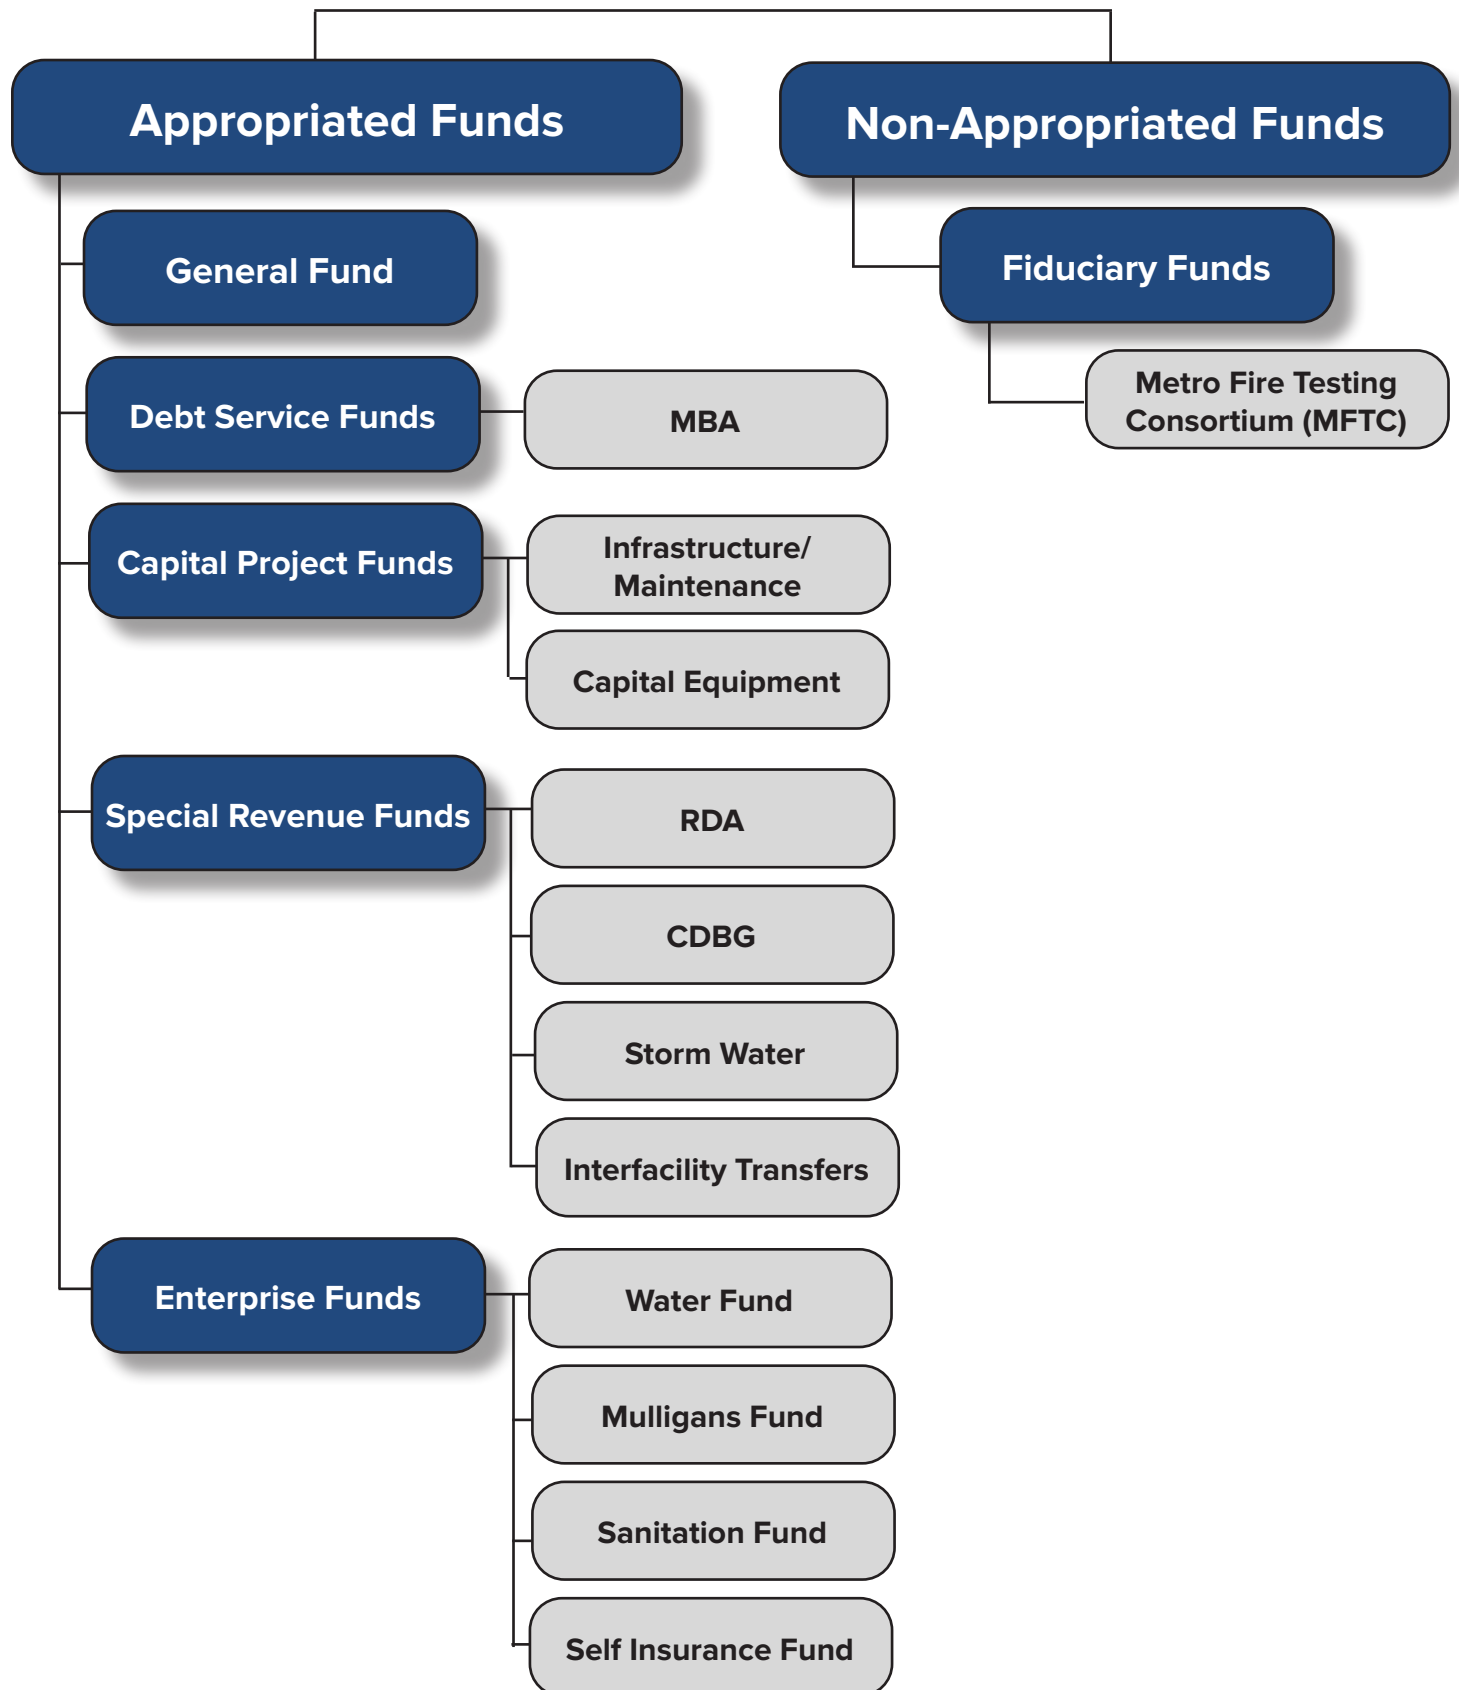 Appropriated Funds
Non-Appropriated Funds
General Fund
Fiduciary Funds
Metro Fire Testing
Consortium (MFTC)
Debt Service Funds
MBA
Capital Project Funds
Infrastructure/
Maintenance
Capital Equipment
Special Revenue Funds
RDA
CDBG
Storm Water
Interfacility Transfers
Enterprise Funds
Water Fund
Mulligans Fund
Sanitation Fund
Self Insurance Fund